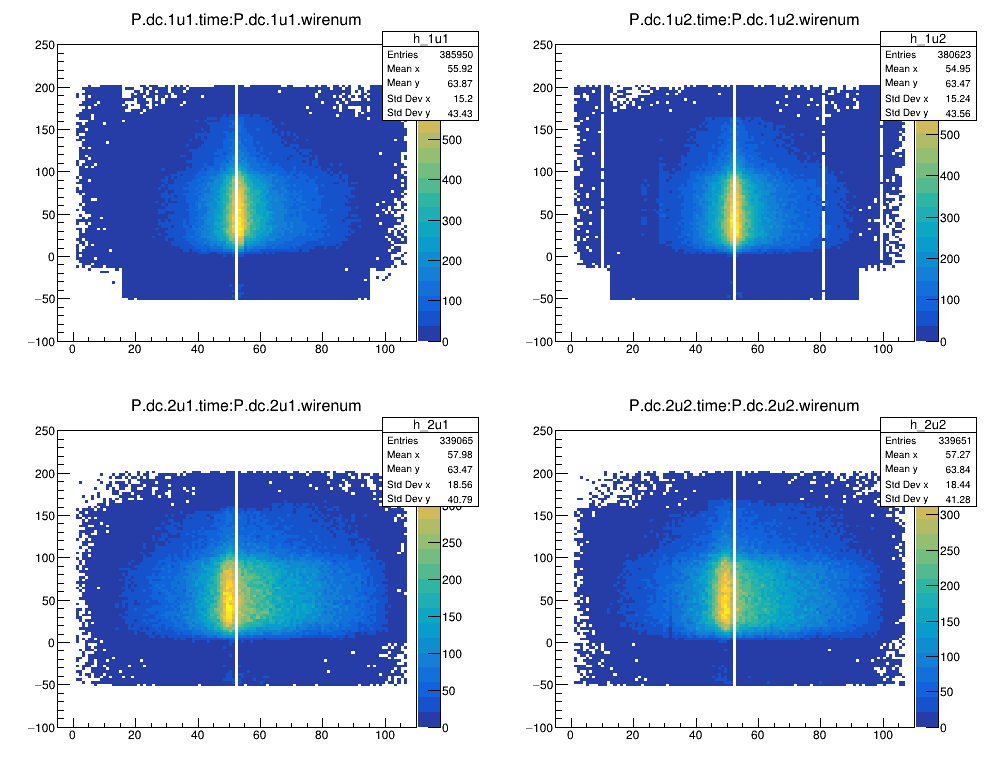 P.dc.1u1.time:P.dc.1u1.wirenum
h_1u1
Entries 385950
Mean x 55.92
Mean y 63.87
Std Dev x 15.2
Std Dev y 43.43
250
200
150
100
50
0
−50
−100
0 20 40 60 80 100
500
400
300
200
100
0
P.dc.1u2.time:P.dc.1u2.wirenum
h_1u2
Entries 380623
Mean x 54.95
Mean y 63.47
Std Dev x 15.24
Std Dev y 43.56
250
200
150
100
50
0
−50
−100
0 20 40 60 80 100
500
400
300
200
100
0
P.dc.2u1.time:P.dc.2u1.wirenum
h_2u1
Entries 339065
Mean x 57.98
Mean y 63.47
Std Dev x 18.56
Std Dev y 40.79
250
200
150
100
50
0
−50
−100
0 20 40 60 80 100
300
250
200
150
100
50
0
P.dc.2u2.time:P.dc.2u2.wirenum
h_2u2
Entries 339651
Mean x 57.27
Mean y 63.84
Std Dev x 18.44
Std Dev y 41.28
250
200
150
100
50
0
−50
−100
0 20 40 60 80 100
300
250
200
150
100
50
0